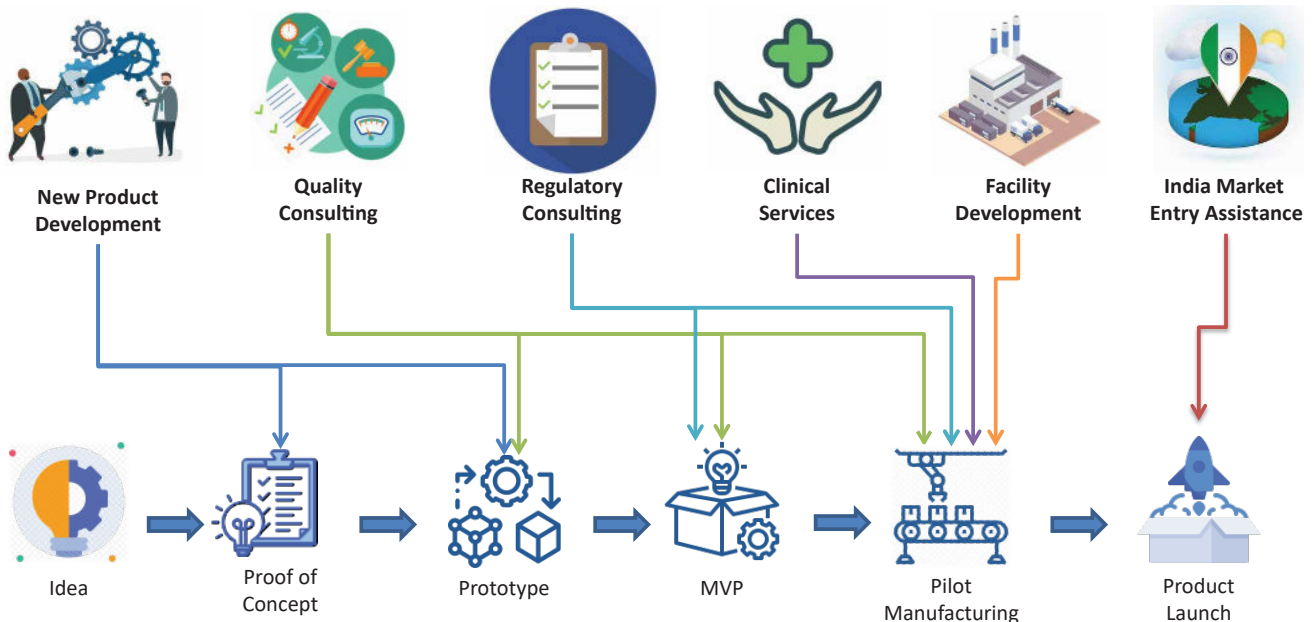 New Product
Development
Quality
Consulting
Regulatory
Consulting
Clinical
Services
Facility
Development
India Market
Entry Assistance
Idea
Proof of
Concept
Prototype
MVP
Pilot
Manufacturing
Product
Launch